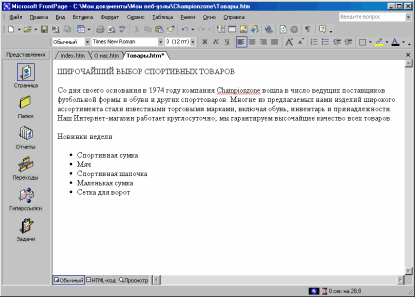 Microsoft FrontPage - C:\Мои документы\Мои веб-узлы\Championzone\Товары.htm
Файл Правка Вид Вставка Формат Сервис Таблица Рамки Окно Справка Введите вопрос
Обычный Times New Roman 3 (12 пт) Ж К Ч
Представления index.htm О нас.htm Товары.htm*
ШИРОЧАЙШИЙ ВЫБОР СПОРТИВНЫХ ТОВАРОВ
Со дня своего основания в 1974 году компания Championzone вошла в число ведущих поставщиков
футбольной формы и обуви и других спорттоваров. Многие из предлагаемых нами изделий широкого
ассортимента стали известными торговыми марками, включая обувь, инвентарь и принадлежности.
Наш Интернет-магазин работает круглосуточно, мы гарантируем высочайшее качество всех товаров.
Новинки недели
• Спортивная сумка
• Мяч
• Спортивная шапочка
• Маленькая сумка
• Сетка для ворот
Страница
Папки
Отчеты
Переходы
Гиперссылки
Задачи
Обычный HTML-код Просмотр
0 сек на 28,8